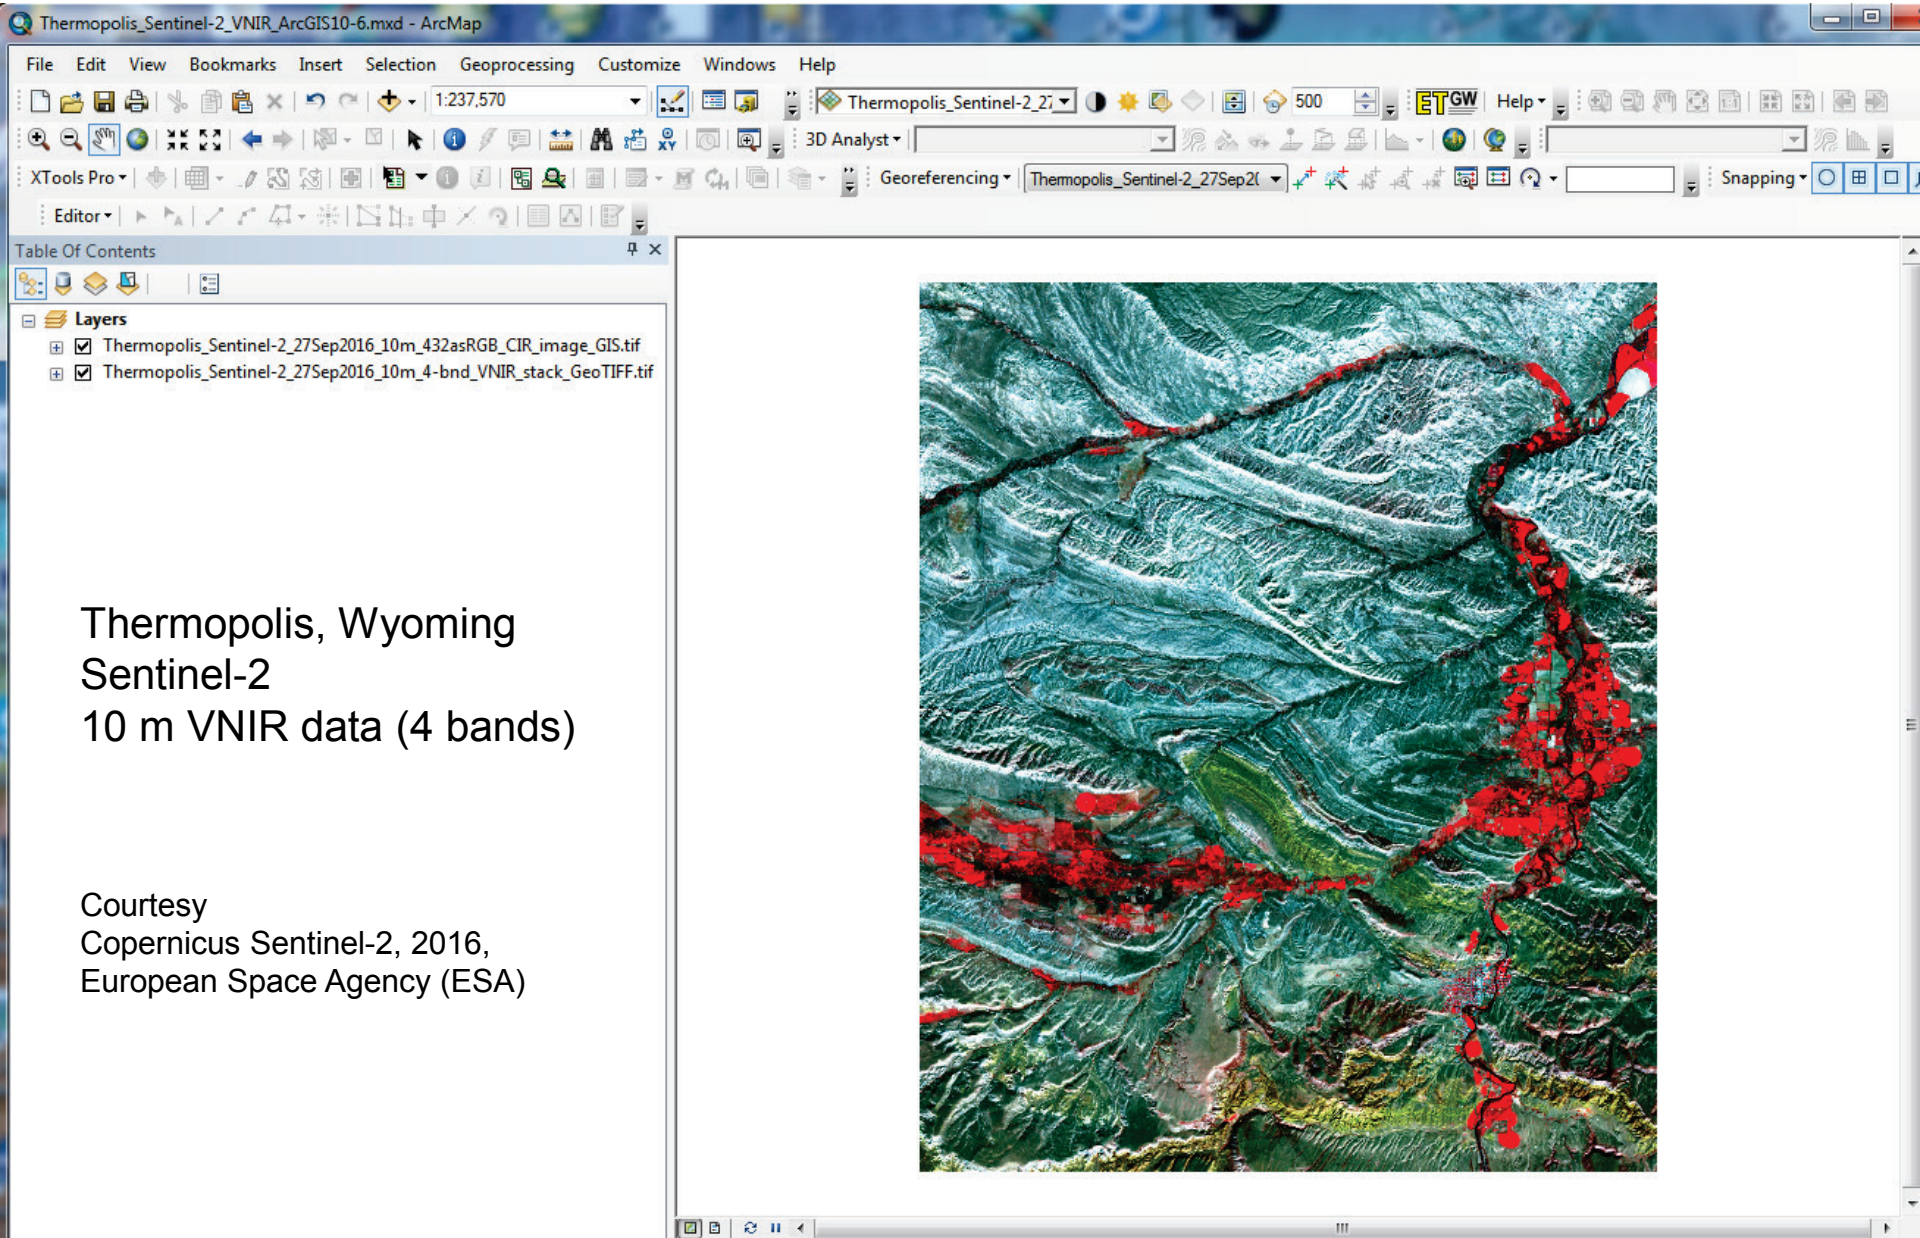 Thermopolis_Sentinel-2_VNIR_ArcGIS10-6.mxd - ArcMap
File Edit View Bookmarks Insert Selection Geoprocessing Customize Windows Help
1:237,570 Thermopolis_Sentinel-2_27 500 ET GW Help
XY 3D Analyst
XTools Pro Georeferencing Thermopolis_Sentinel-2_27Sep2( Snapping
Editor
Table Of Contents
Layers
Thermopolis_Sentinel-2_27Sep2016_10m_432asRGB_CIR_image_GIS.tif
Thermopolis_Sentinel-2_27Sep2016_10m_4-bnd_VNIR_stack_GeoTIFF.tif
Thermopolis, Wyoming
Sentinel-2
10 m VNIR data (4 bands)
Courtesy
Copernicus Sentinel-2, 2016,
European Space Agency (ESA)